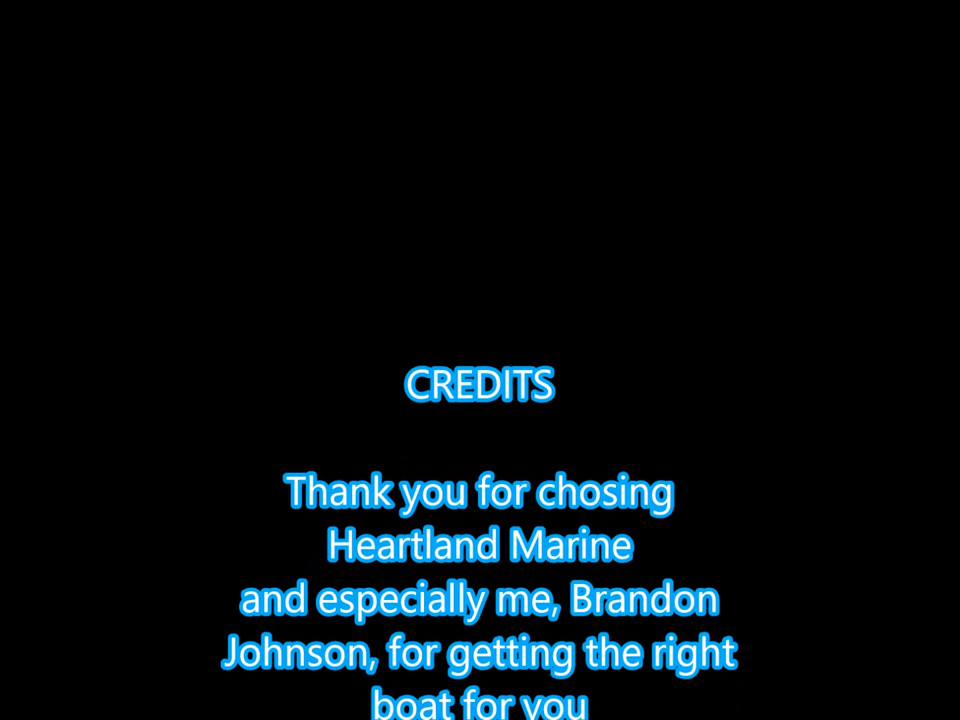 CREDITS
Thank you for chosing
Heartland Marine
and especially me, Brandon
Johnson, for getting the right
boat for you